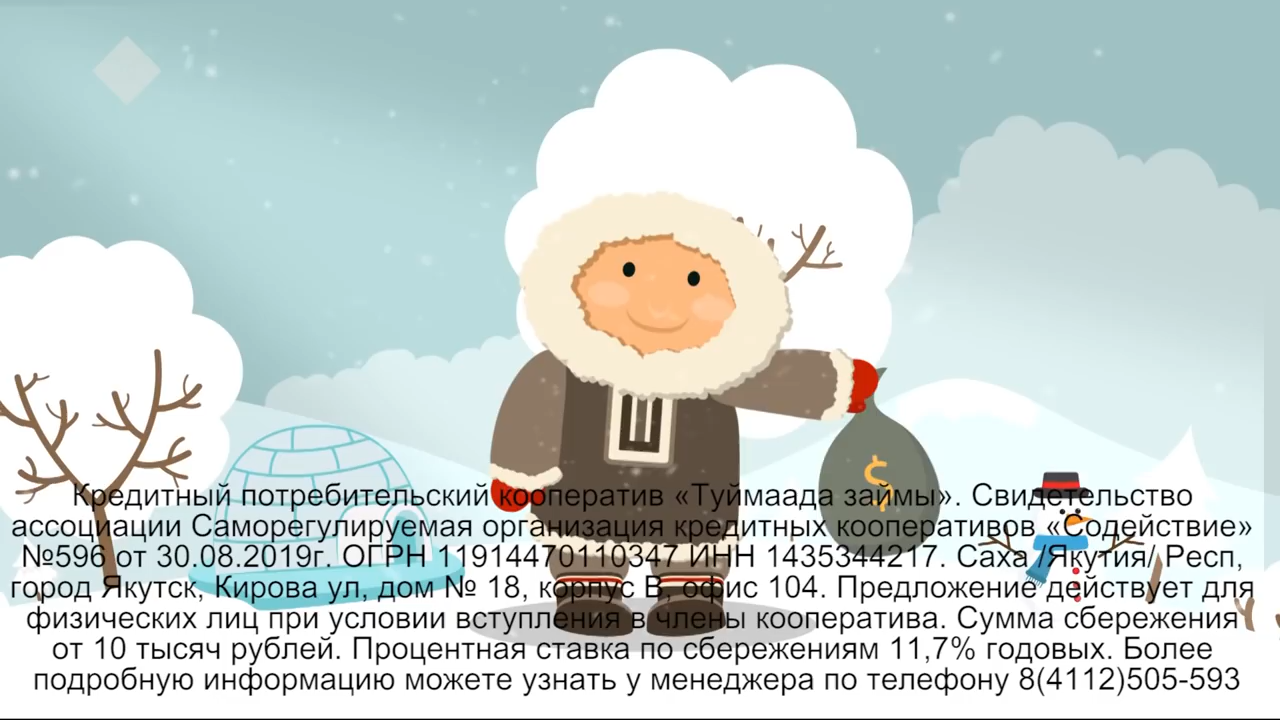 $
Кредитный потребительский кооператив «Туймаада займы». Свидетельство
ассоциации Саморегулируемая организация кредитных кооперативов «Содействие»
№596 от 30.08.2019г. ОГРН 11914470110347 ИНН 1435344217. Саха /Якутия/ Респ,
город Якутск, Кирова ул, дом № 18, корпус В, офис 104. Предложение действует для
физических лиц при условии вступления в члены кооператива. Сумма сбережения
от 10 тысяч рублей. Процентная ставка по сбережениям 11,7% годовых. Более
подробную информацию можете узнать у менеджера по телефону 8(4112)505-593